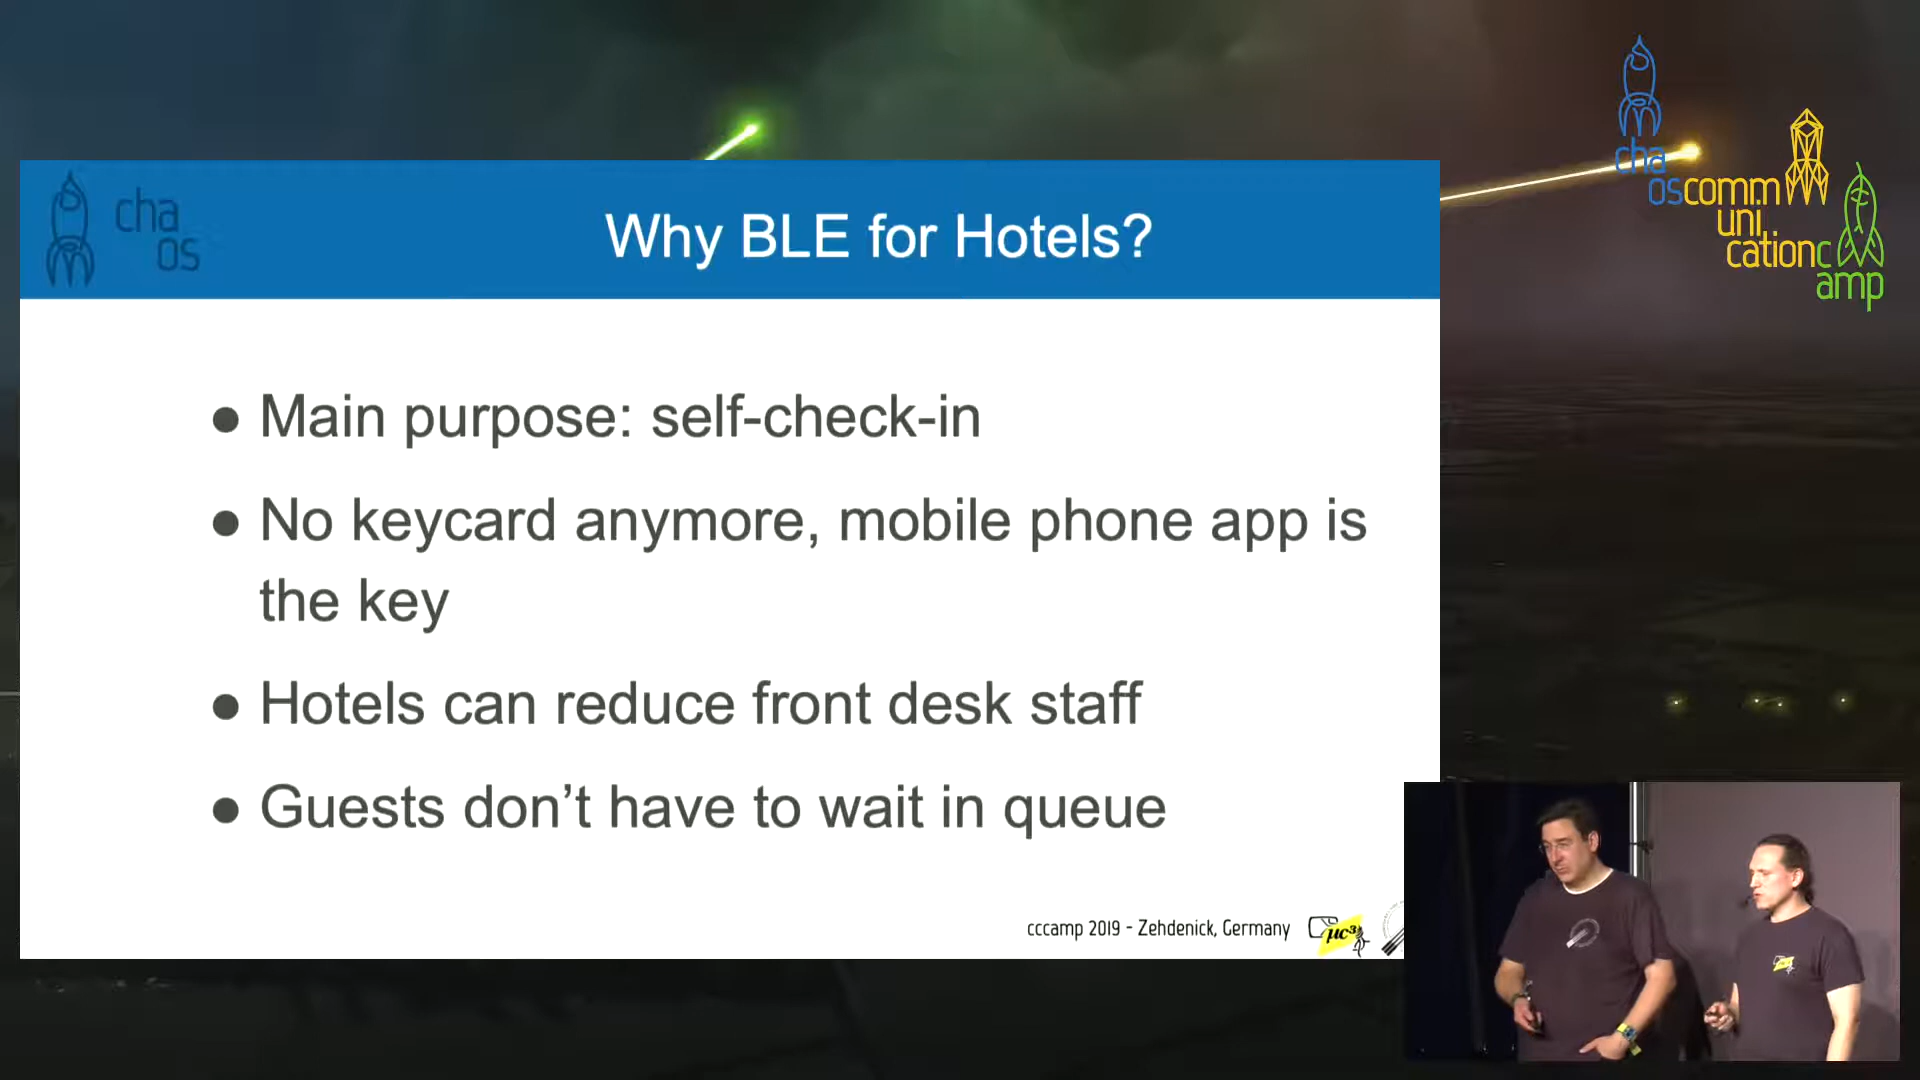 cha
os
Why BLE for Hotels?
● Main purpose: self-check-in
● No keycard anymore, mobile phone app is
the key
● Hotels can reduce front desk staff
● Guests don’t have to wait in queue
cccamp 2019 - Zehdenick, Germany
µc³
cha
oscomm
uni
cationc
amp